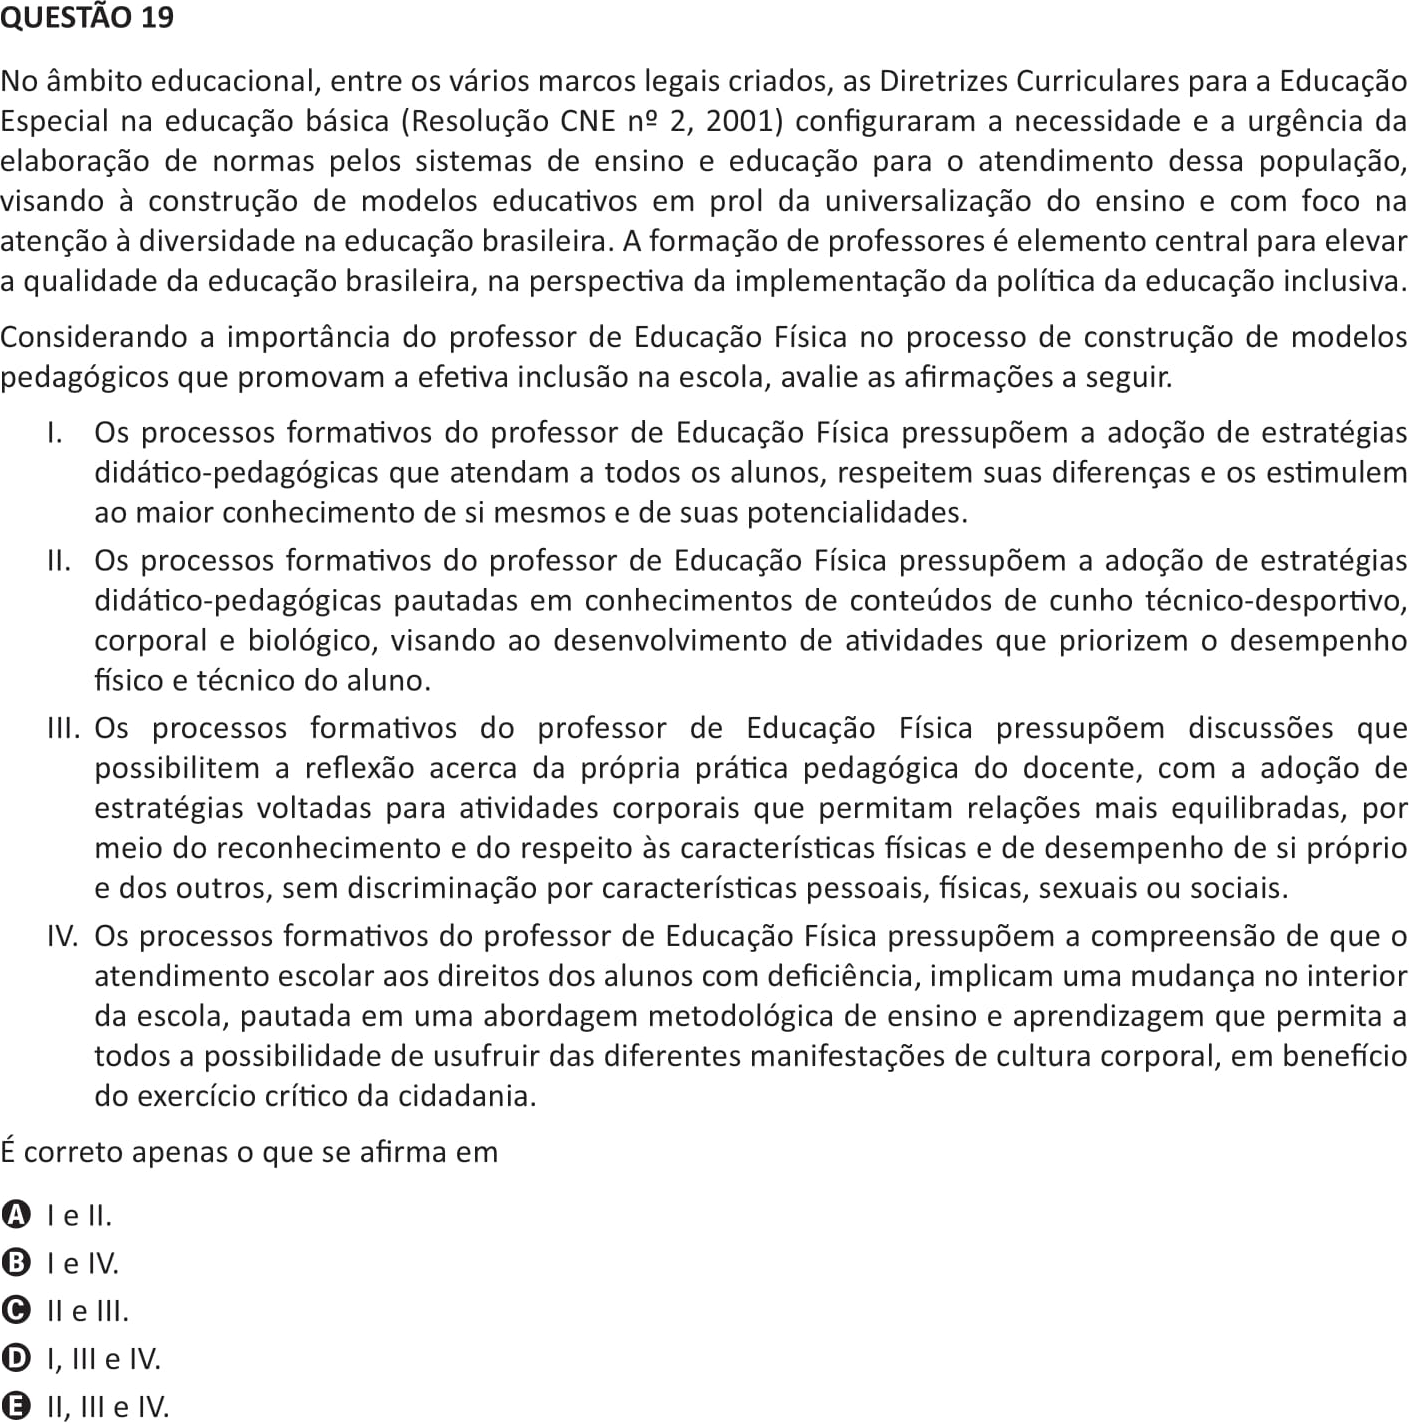 QUESTÃO 19
No âmbito educacional, entre os vários marcos legais criados, as Diretrizes Curriculares para a Educação
Especial na educação básica (Resolução CNE nº 2, 2001) configuraram a necessidade e a urgência da
elaboração de normas pelos sistemas de ensino e educação para o atendimento dessa população,
visando à construção de modelos educativos em prol da universalização do ensino e com foco na
atenção à diversidade na educação brasileira. A formação de professores é elemento central para elevar
a qualidade da educação brasileira, na perspectiva da implementação da política da educação inclusiva.
Considerando a importância do professor de Educação Física no processo de construção de modelos
pedagógicos que promovam a efetiva inclusão na escola, avalie as afirmações a seguir.
I. Os processos formativos do professor de Educação Física pressupõem a adoção de estratégias
didático-pedagógicas que atendam a todos os alunos, respeitem suas diferenças e os estimulem
ao maior conhecimento de si mesmos e de suas potencialidades.
II. Os processos formativos do professor de Educação Física pressupõem a adoção de estratégias
didático-pedagógicas pautadas em conhecimentos de conteúdos de cunho técnico-desportivo,
corporal e biológico, visando ao desenvolvimento de atividades que priorizem o desempenho
físico e técnico do aluno.
III. Os processos formativos do professor de Educação Física pressupõem discussões que
possibilitem a reflexão acerca da própria prática pedagógica do docente, com a adoção de
estratégias voltadas para atividades corporais que permitam relações mais equilibradas, por
meio do reconhecimento e do respeito às características físicas e de desempenho de si próprio
e dos outros, sem discriminação por características pessoais, físicas, sexuais ou sociais.
IV. Os processos formativos do professor de Educação Física pressupõem a compreensão de que o
atendimento escolar aos direitos dos alunos com deficiência, implicam uma mudança no interior
da escola, pautada em uma abordagem metodológica de ensino e aprendizagem que permita a
todos a possibilidade de usufruir das diferentes manifestações de cultura corporal, em benefício
do exercício crítico da cidadania.
É correto apenas o que se afirma em
A I e II.
B I e IV.
C II e III.
D I, III e IV.
E II, III e IV.